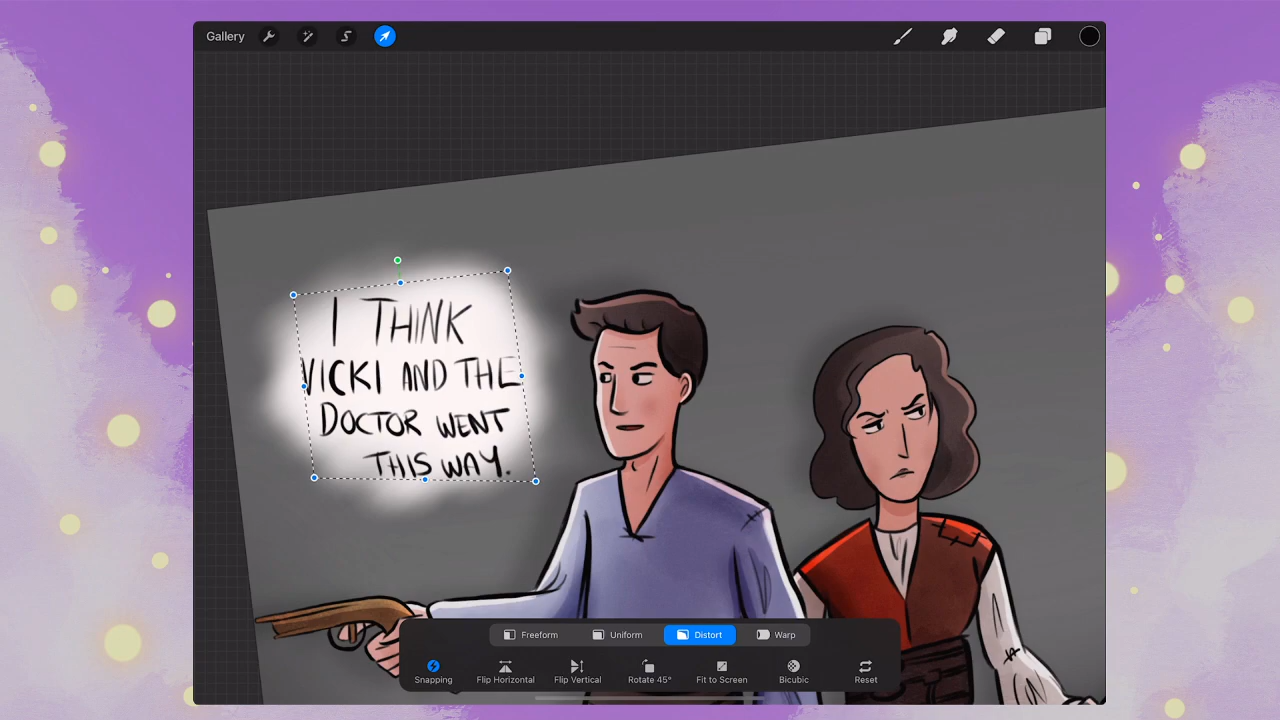 Gallery
I THINK
VICKI AND THE
DOCTOR WENT
THIS WAY.
Freeform Uniform Distort Warp
Snapping Flip Horizontal Flip Vertical Rotate 45° Fit to Screen Bicubic Reset